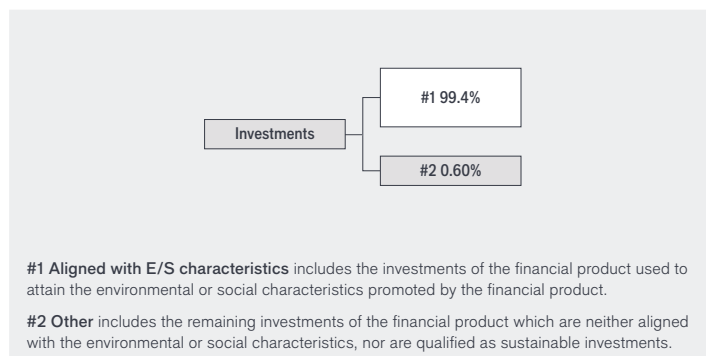 #1 99.4%
Investments
#2 0.60%
#1 Aligned with E/S characteristics includes the investments of the financial product used to
attain the environmental or social characteristics promoted by the financial product.
#2 Other includes the remaining investments of the financial product which are neither aligned
with the environmental or social characteristics, nor are qualified as sustainable investments.